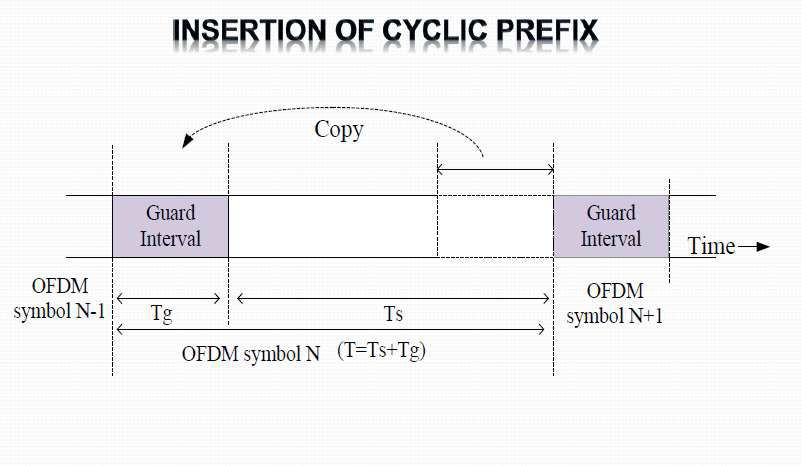 INSERTION OF CYCLIC PREFIX
Copy
Guard
Interval
Guard
Interval
Time
OFDM
symbol N-1
Tg
Ts
OFDM
symbol N+1
OFDM symbol N (T=Ts+Tg)